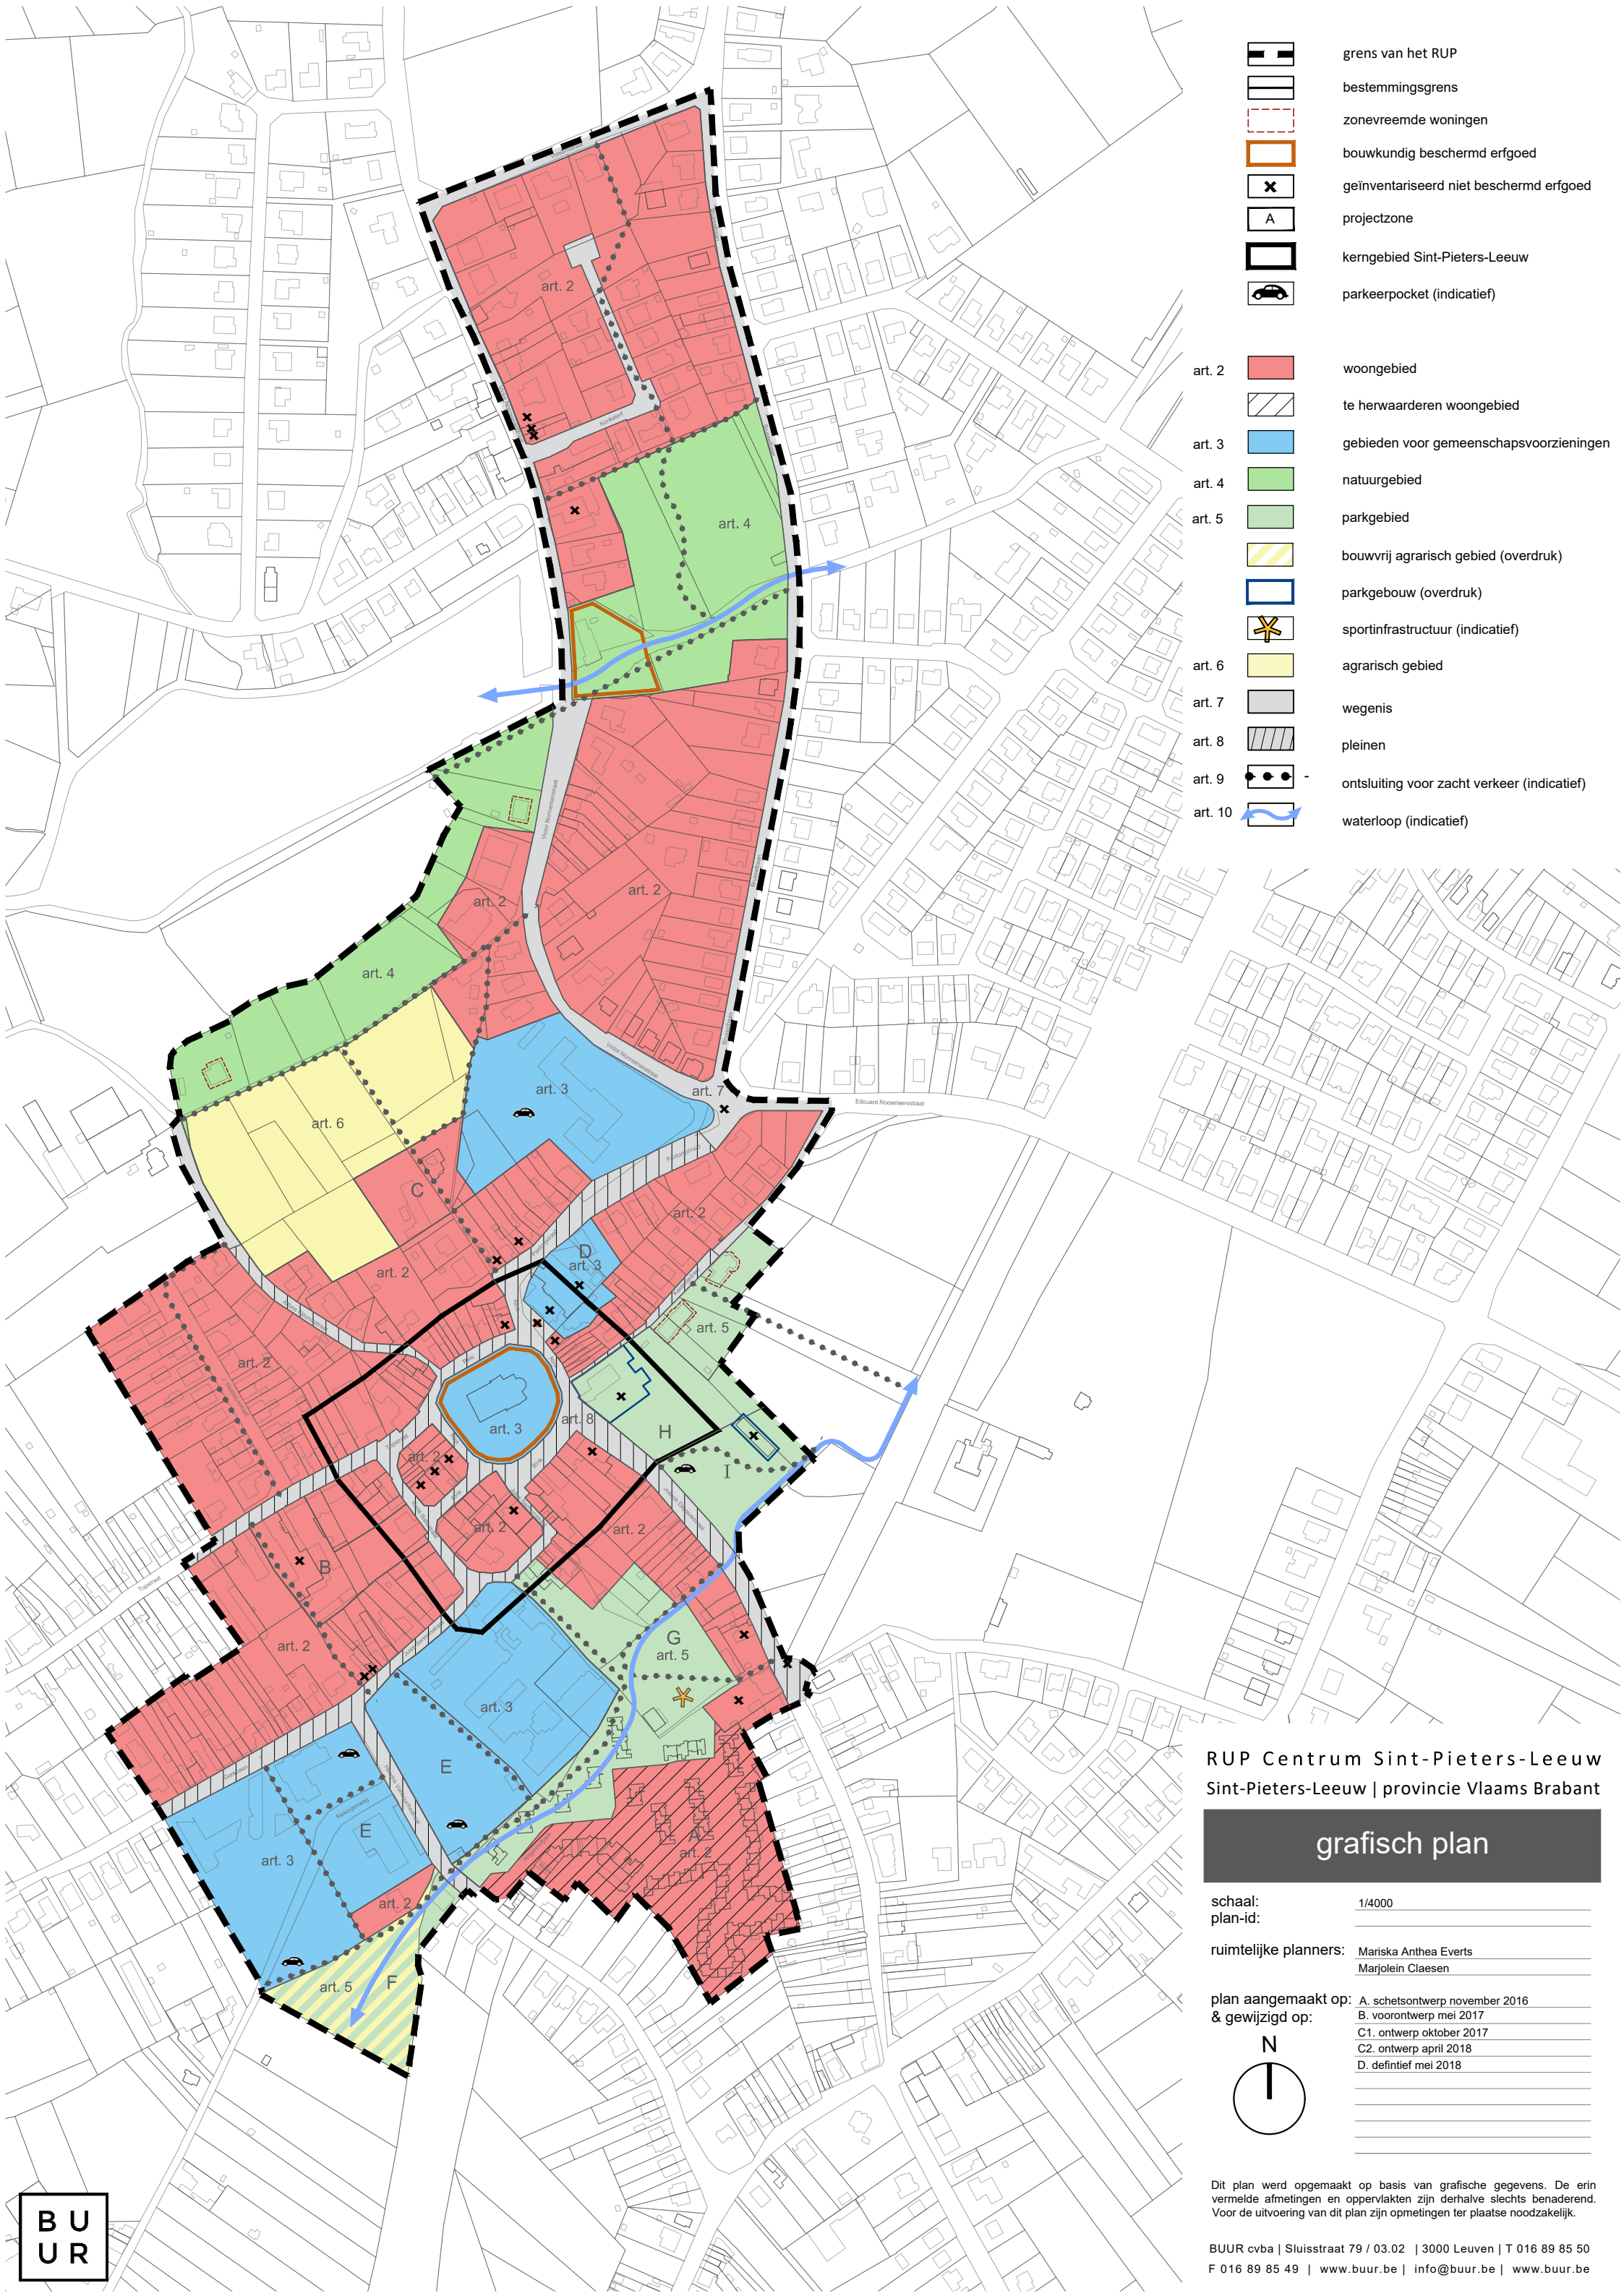 grens van het RUP
bestemmingsgrens
zonevreemde woningen
bouwkundig beschermd erfgoed
geïnventariseerd niet beschermd erfgoed
A projectzone
kerngebied Sint-Pieters-Leeuw
parkeerpocket (indicatief)
art. 2 woongebied
te herwaarderen woongebied
art. 3 gebieden voor gemeenschapsvoorzieningen
art. 4 natuurgebied
art. 5 parkgebied
bouwvrij agrarisch gebied (overdruk)
parkgebouw (overdruk)
sportinfrastructuur (indicatief)
art. 6 agrarisch gebied
art. 7 wegenis
art. 8 pleinen
art. 9 - ontsluiting voor zacht verkeer (indicatief)
art. 10 waterloop (indicatief)
art. 2
art. 4
Victor Nonnemansstraat
art. 2
art. 2
art. 4
Victor Nonnemansstraat
art. 3
art. 7
Edouard Rooselaersstraat
art. 6
C
art. 2
D
art. 3
art. 2
art. 5
art. 2
art. 3
art. 8
H
I
art. 2
art. 2
art. 2
B
Topstraat
art. 2
G
art. 5
art. 3
E
E
art. 3
A
art. 2
art. 2
F
art. 5
RUP Centrum Sint-Pieters-Leeuw
Sint-Pieters-Leeuw | provincie Vlaams Brabant
grafisch plan
schaal: 1/4000
plan-id:
ruimtelijke planners: Mariska Anthea Everts
Marjolein Claesen
plan aangemaakt op: A. schetsontwerp november 2016
& gewijzigd op: B. voorontwerp mei 2017
C1. ontwerp oktober 2017
C2. ontwerp april 2018
D. defintief mei 2018
N
Dit plan werd opgemaakt op basis van grafische gegevens. De erin
vermelde afmetingen en oppervlakten zijn derhalve slechts benaderend.
Voor de uitvoering van dit plan zijn opmetingen ter plaatse noodzakelijk.
BUUR cvba | Sluisstraat 79 / 03.02 | 3000 Leuven | T 016 89 85 50
F 016 89 85 49 | www.buur.be | info@buur.be | www.buur.be
B U
U R